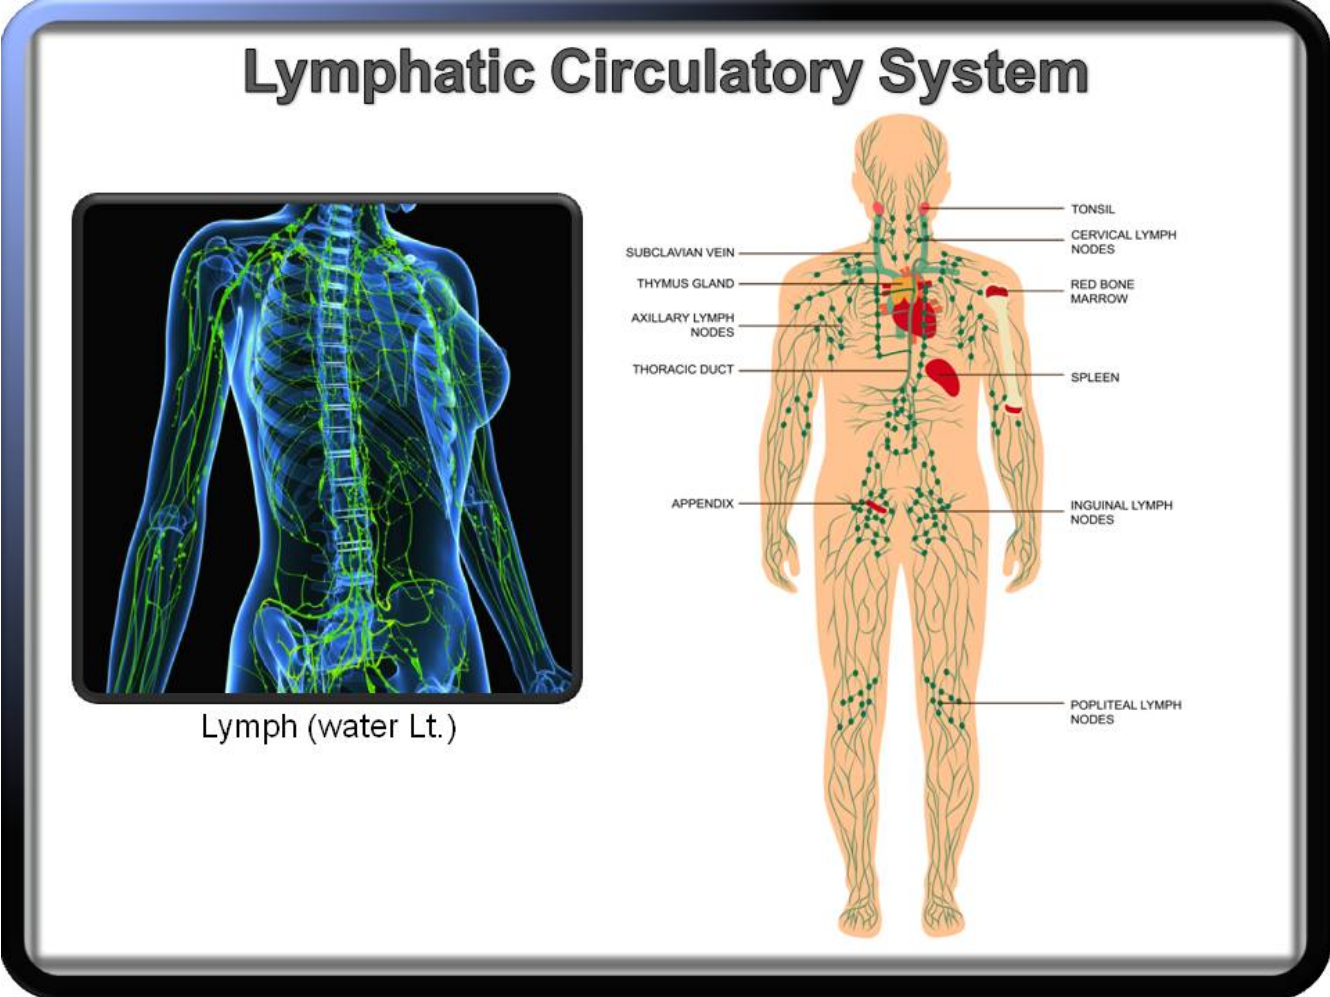 Lymphatic Circulatory System
Lymph (water Lt.)
SUBCLAVIAN VEIN
THYMUS GLAND
AXILLARY LYMPH
NODES
THORACIC DUCT
APPENDIX
TONSIL
CERVICAL LYMPH
NODES
RED BONE
MARROW
SPLEEN
INGUINAL LYMPH
NODES
POPLITEAL LYMPH
NODES